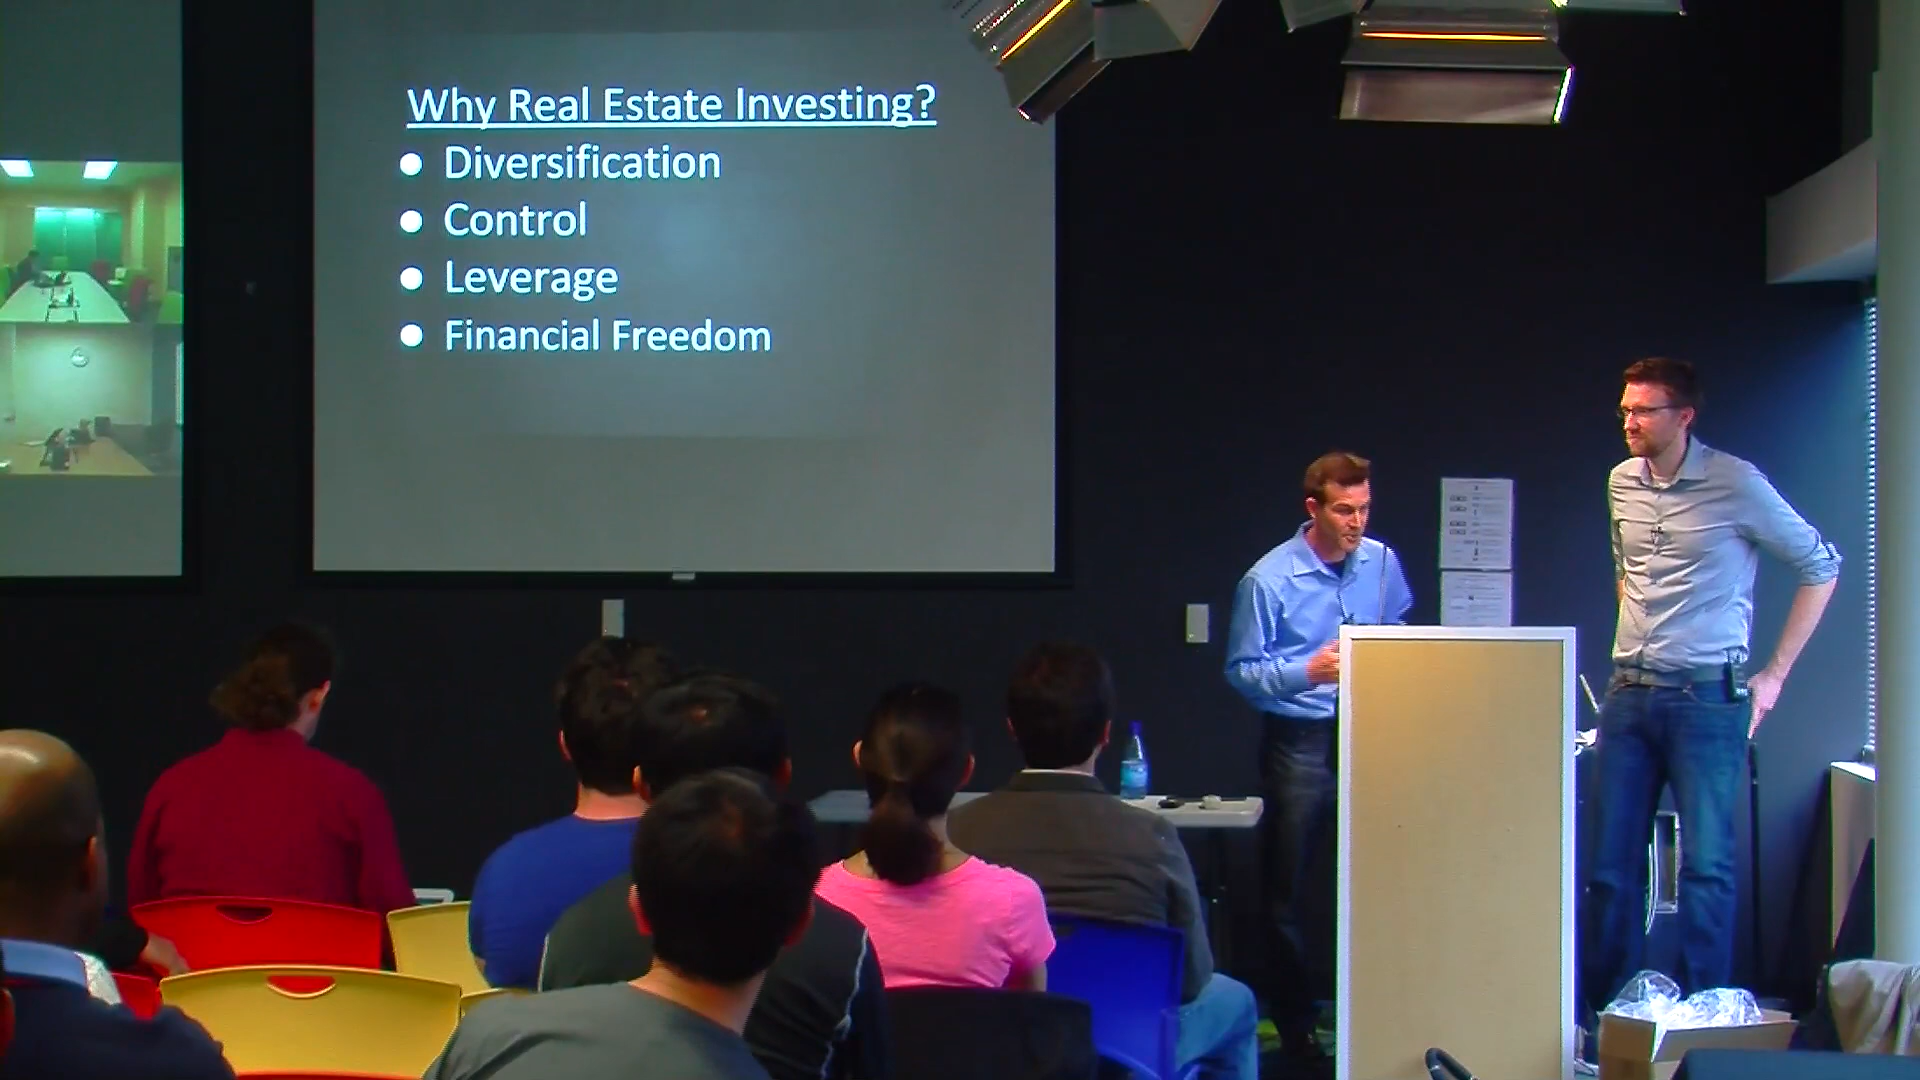 Why Real Estate Investing?
● Diversification
● Control
● Leverage
● Financial Freedom